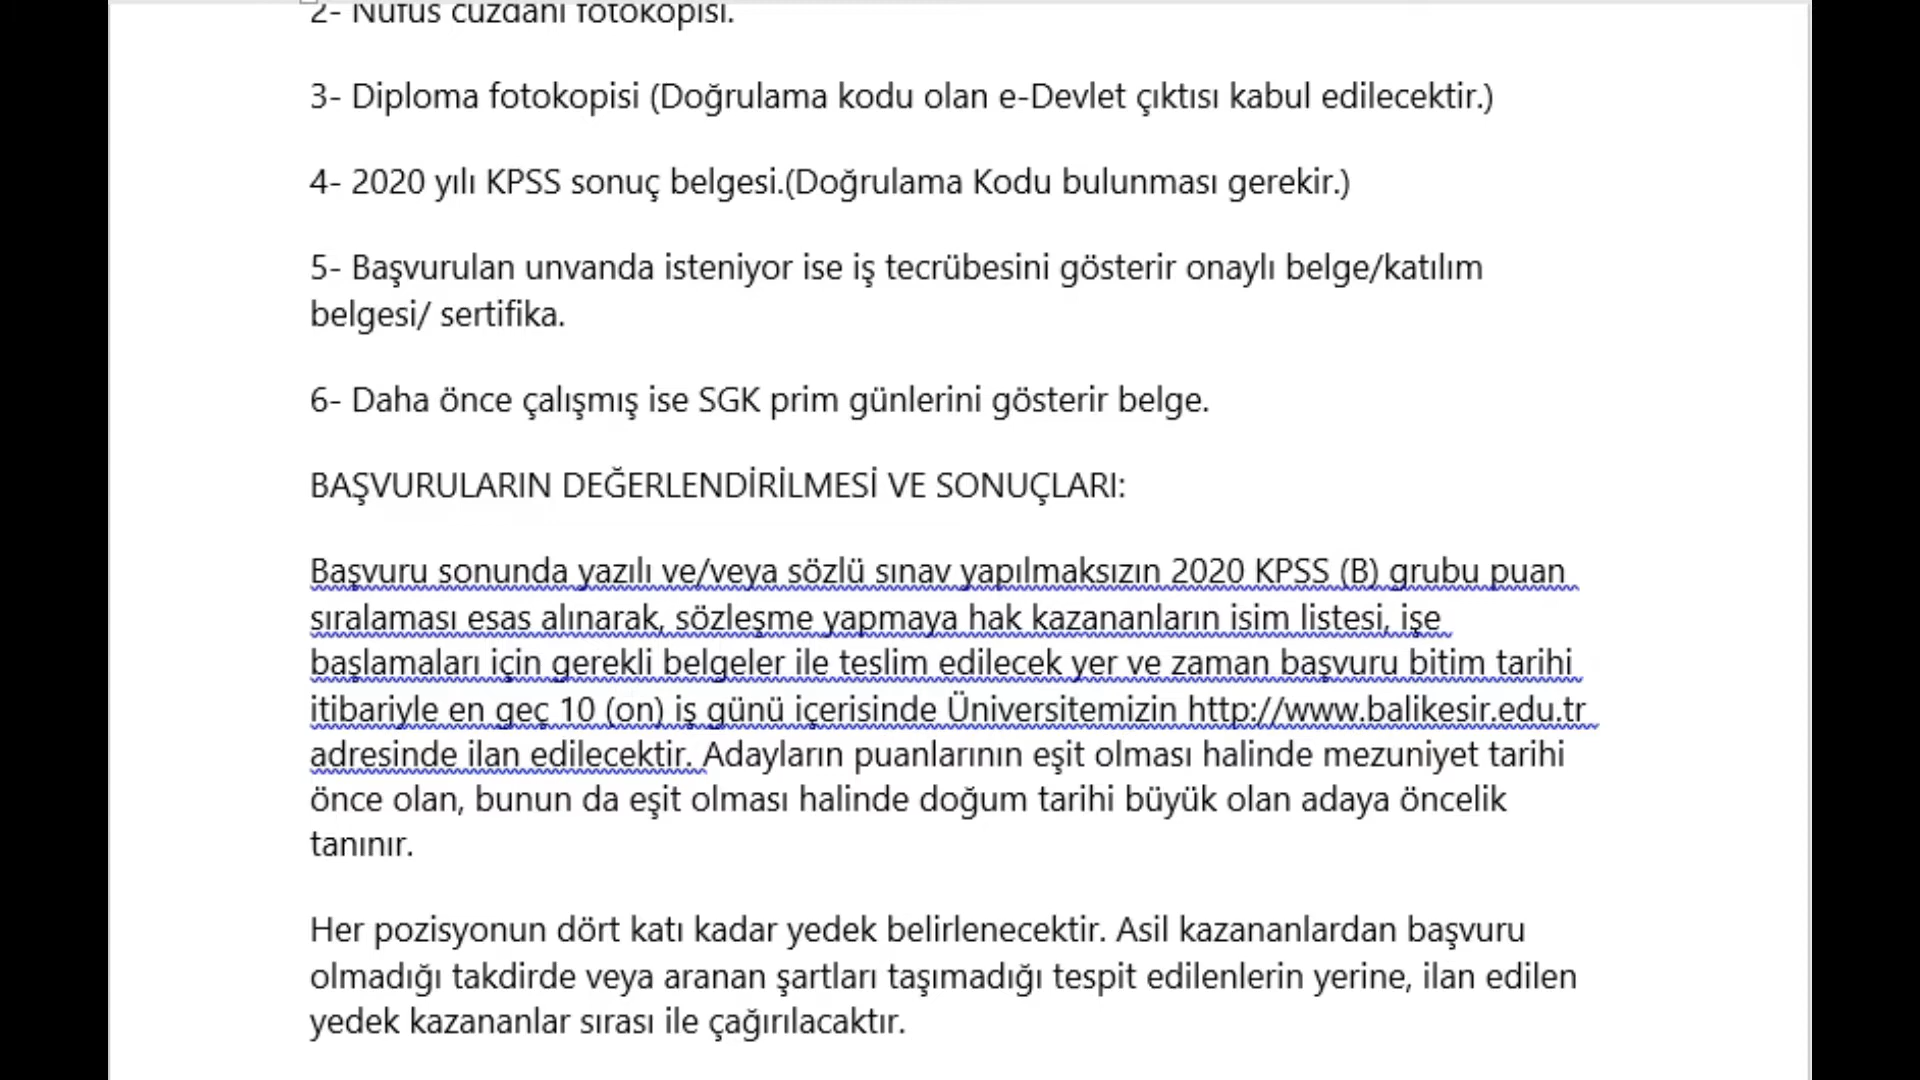 2- Nüfus cüzdanı fotokopisi.
3- Diploma fotokopisi (Doğrulama kodu olan e-Devlet çıktısı kabul edilecektir.)
4- 2020 yılı KPSS sonuç belgesi.(Doğrulama Kodu bulunması gerekir.)
5- Başvurulan unvanda isteniyor ise iş tecrübesini gösterir onaylı belge/katılım
belgesi/ sertifika.
6- Daha önce çalışmış ise SGK prim günlerini gösterir belge.
BAŞVURULARIN DEĞERLENDİRİLMESİ VE SONUÇLARI:
Başvuru sonunda yazılı ve/veya sözlü sınav yapılmaksızın 2020 KPSS (B) grubu puan
sıralaması esas alınarak, sözleşme yapmaya hak kazananların isim listesi, işe
başlamaları için gerekli belgeler ile teslim edilecek yer ve zaman başvuru bitim tarihi
itibariyle en geç 10 (on) iş günü içerisinde Üniversitemizin http://www.balikesir.edu.tr
adresinde ilan edilecektir. Adayların puanlarının eşit olması halinde mezuniyet tarihi
önce olan, bunun da eşit olması halinde doğum tarihi büyük olan adaya öncelik
tanınır.
Her pozisyonun dört katı kadar yedek belirlenecektir. Asil kazananlardan başvuru
olmadığı takdirde veya aranan şartları taşımadığı tespit edilenlerin yerine, ilan edilen
yedek kazananlar sırası ile çağırılacaktır.